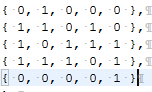 { 0, 1, 0, 0, 0 },¶
{ 1, 1, 0, 1, 0 },¶
{ 1, 0, 1, 1, 1 },¶
{ 0, 0, 1, 1, 1 },¶
{ 0, 0, 0, 0, 1 }¶